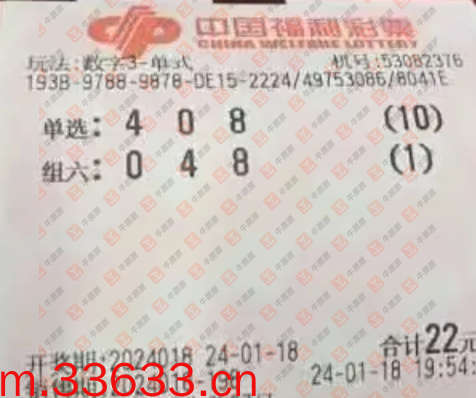 中国福利彩票
CHINA WELFARE LOTTERY
玩法:数字3-单式 机号:53082376
193B-9788-9878-DE15-2224/49753086/8041E
单选: 4 0 8 (10)
组六: 0 4 8 (1)
合计22元
开奖期:2024018 24-01-18
24-01-18 19:54:
m.33633.cn